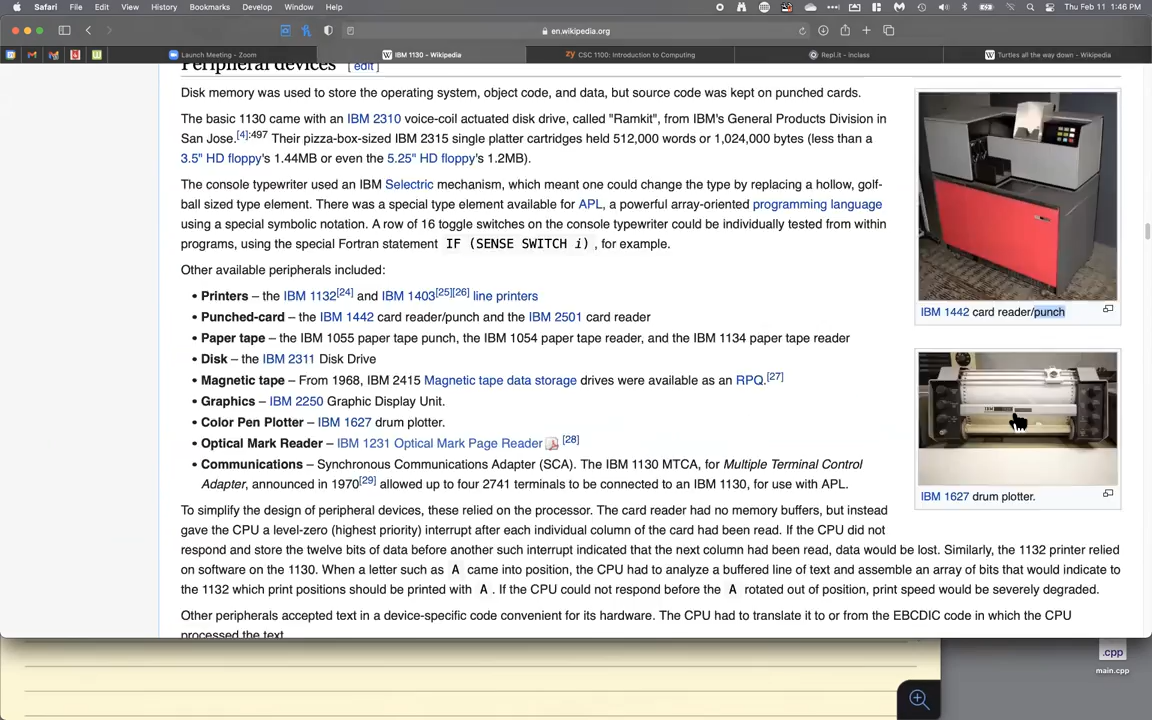 Safari File Edit View History Bookmarks Develop Window Help
Thu Feb 11 1:46 PM
en.wikipedia.org
Launch Meeting - Zoom
IBM 1130 - Wikipedia
CSC 1100: Introduction to Computing
Repl.it - inclass
Turtles all the way down - Wikipedia
Peripheral devices [ edit ]
Disk memory was used to store the operating system, object code, and data, but source code was kept on punched cards.
The basic 1130 came with an IBM 2310 voice-coil actuated disk drive, called "Ramkit", from IBM's General Products Division in
San Jose.[4]:497 Their pizza-box-sized IBM 2315 single platter cartridges held 512,000 words or 1,024,000 bytes (less than a
3.5" HD floppy's 1.44MB or even the 5.25" HD floppy's 1.2MB).
The console typewriter used an IBM Selectric mechanism, which meant one could change the type by replacing a hollow, golf-
ball sized type element. There was a special type element available for APL, a powerful array-oriented programming language
using a special symbolic notation. A row of 16 toggle switches on the console typewriter could be individually tested from within
programs, using the special Fortran statement IF (SENSE SWITCH i) , for example.
Other available peripherals included:
• Printers – the IBM 1132[24] and IBM 1403[25][26] line printers
• Punched-card – the IBM 1442 card reader/punch and the IBM 2501 card reader
• Paper tape – the IBM 1055 paper tape punch, the IBM 1054 paper tape reader, and the IBM 1134 paper tape reader
• Disk – the IBM 2311 Disk Drive
• Magnetic tape – From 1968, IBM 2415 Magnetic tape data storage drives were available as an RPQ.[27]
• Graphics – IBM 2250 Graphic Display Unit.
• Color Pen Plotter – IBM 1627 drum plotter.
• Optical Mark Reader – IBM 1231 Optical Mark Page Reader [28]
• Communications – Synchronous Communications Adapter (SCA). The IBM 1130 MTCA, for Multiple Terminal Control
Adapter, announced in 1970[29] allowed up to four 2741 terminals to be connected to an IBM 1130, for use with APL.
To simplify the design of peripheral devices, these relied on the processor. The card reader had no memory buffers, but instead
gave the CPU a level-zero (highest priority) interrupt after each individual column of the card had been read. If the CPU did not
respond and store the twelve bits of data before another such interrupt indicated that the next column had been read, data would be lost. Similarly, the 1132 printer relied
on software on the 1130. When a letter such as A came into position, the CPU had to analyze a buffered line of text and assemble an array of bits that would indicate to
the 1132 which print positions should be printed with A . If the CPU could not respond before the A rotated out of position, print speed would be severely degraded.
Other peripherals accepted text in a device-specific code convenient for its hardware. The CPU had to translate it to or from the EBCDIC code in which the CPU
processed the text.
IBM 1442 card reader/punch
IBM
IBM 1627 drum plotter.
.cpp
main.cpp